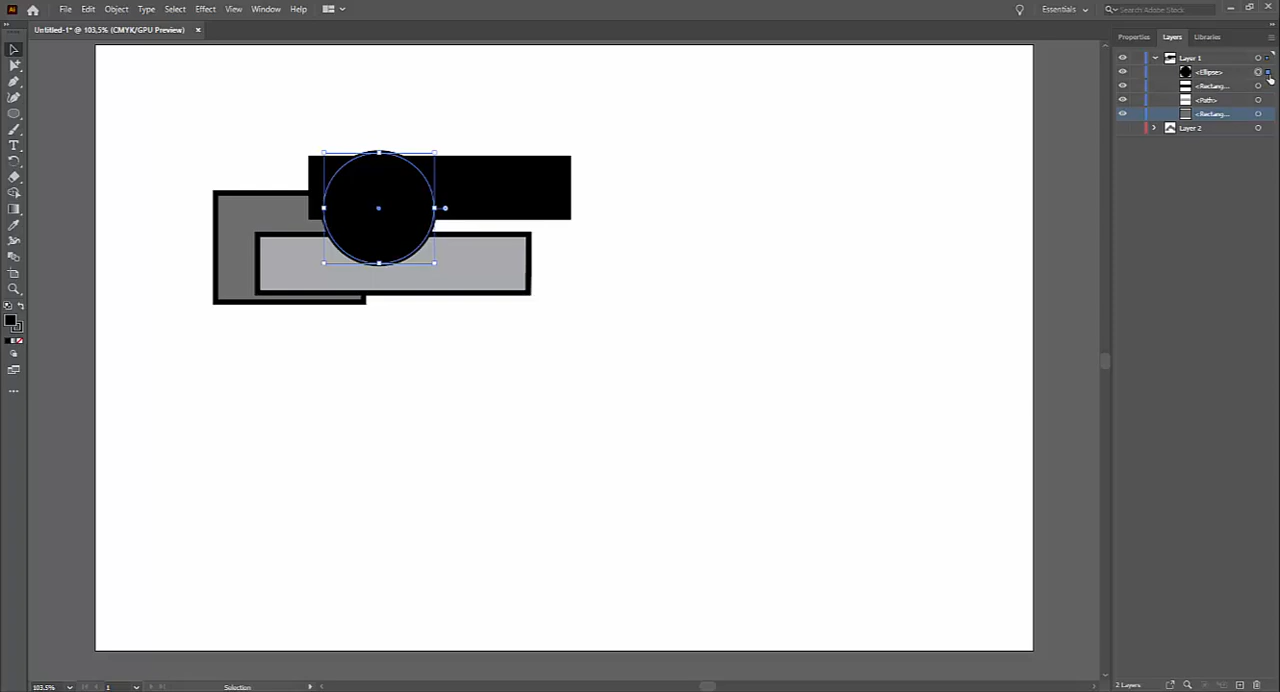 Ai File Edit Object Type Select Effect View Window Help Essentials Search Adobe Stock
Untitled-1* @ 103,5% (CMYK/GPU Preview) ×
Properties Layers Libraries
Layer 1
<Ellipse>
<Rectang...
<Path>
<Rectang...
Layer 2
T
103,5% 1 Selection 2 Layers